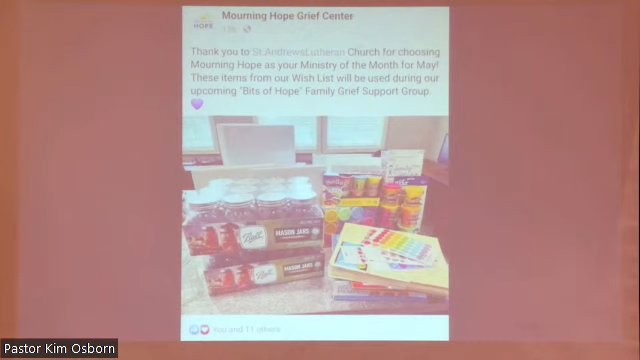 Mourning Hope Grief Center
HOPE
Thank you to St.AndrewsLutheran Church for choosing
Mourning Hope as your Ministry of the Month for May!
These items from our Wish List will be used during our
upcoming "Bits of Hope" Family Grief Support Group.
Ball
MASON JARS
Ball
MASON JARS
You and 11 others
Pastor Kim Osborn